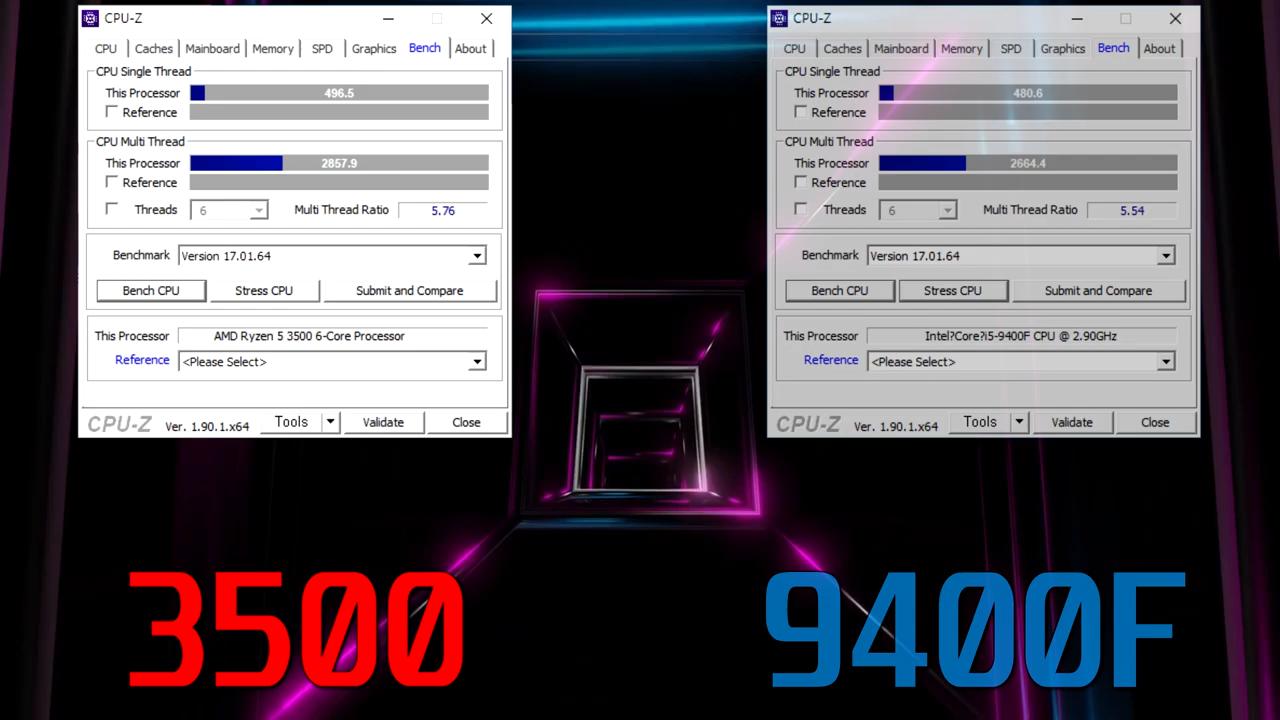 CPU-Z
CPU Caches Mainboard Memory SPD Graphics Bench About
CPU Single Thread
This Processor 496.5
Reference
CPU Multi Thread
This Processor 2857.9
Reference
Threads 6 Multi Thread Ratio 5.76
Benchmark Version 17.01.64
Bench CPU Stress CPU Submit and Compare
This Processor AMD Ryzen 5 3500 6-Core Processor
Reference <Please Select>
CPU-Z Ver. 1.90.1.x64 Tools Validate Close
3500
CPU-Z
CPU Caches Mainboard Memory SPD Graphics Bench About
CPU Single Thread
This Processor 480.6
Reference
CPU Multi Thread
This Processor 2664.4
Reference
Threads 6 Multi Thread Ratio 5.54
Benchmark Version 17.01.64
Bench CPU Stress CPU Submit and Compare
This Processor Intel?Core?i5-9400F CPU @ 2.90GHz
Reference <Please Select>
CPU-Z Ver. 1.90.1.x64 Tools Validate Close
9400F